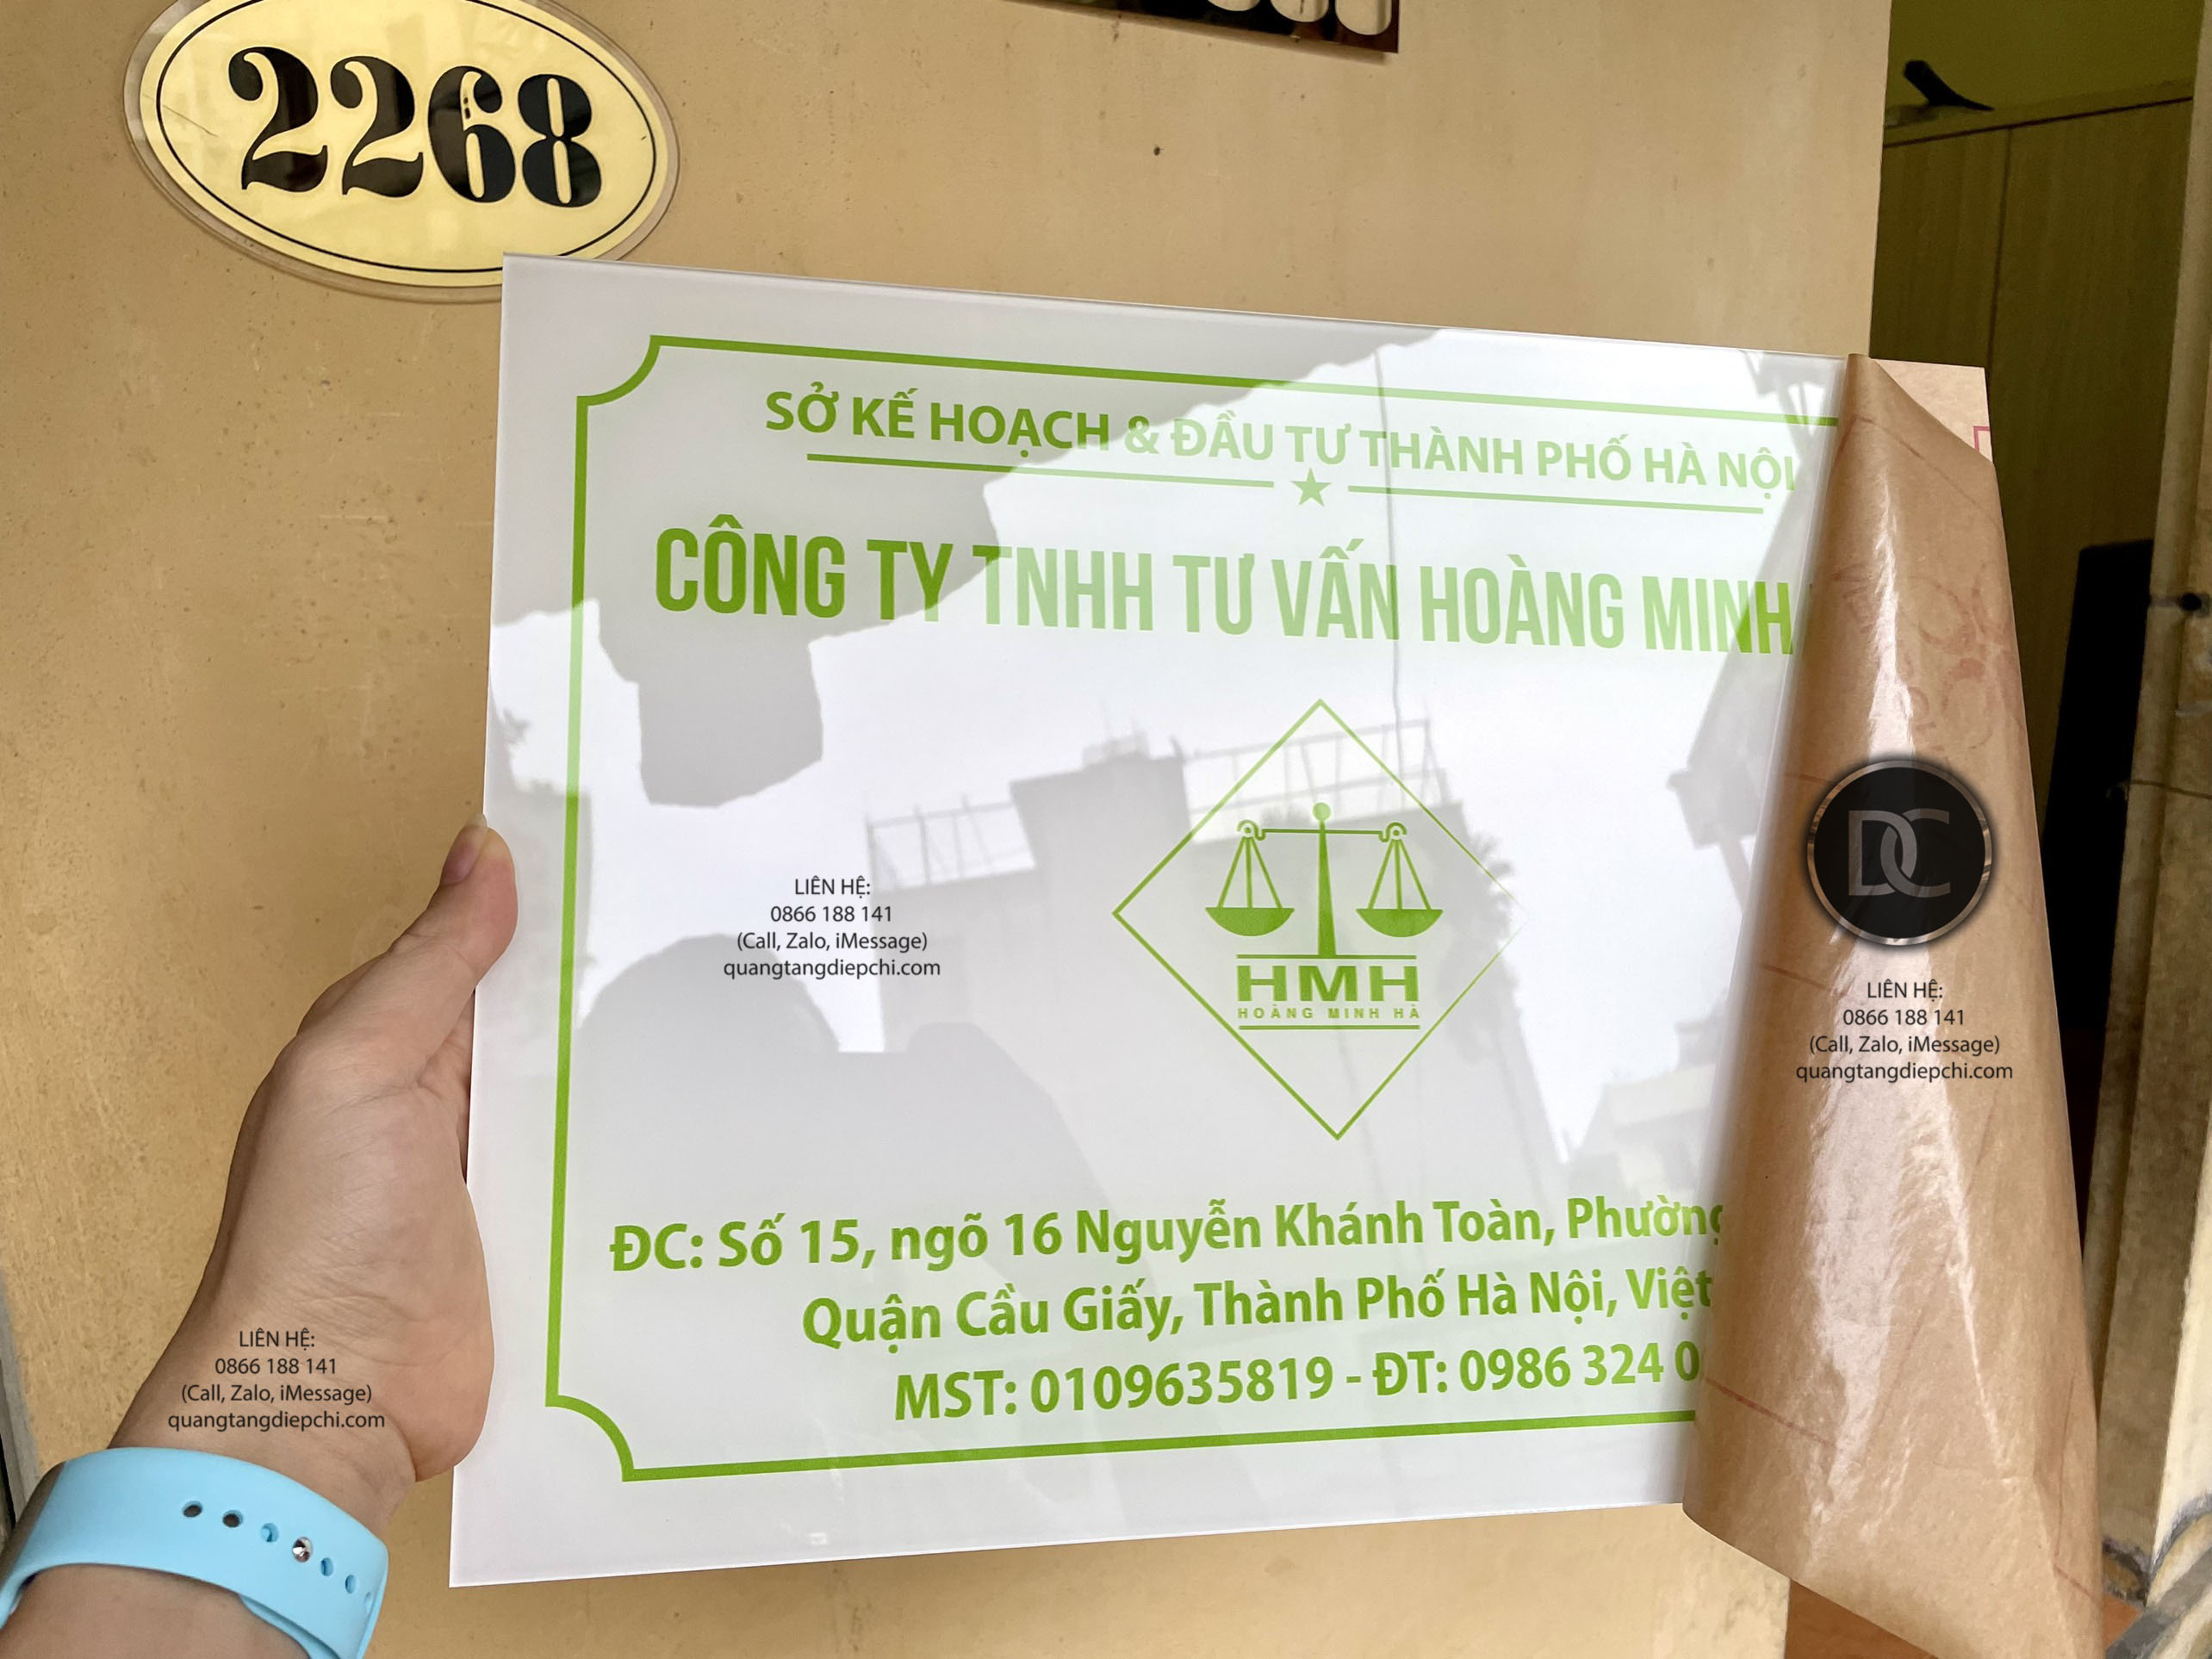 2268
SỞ KẾ HOẠCH & ĐẦU TƯ THÀNH PHỐ HÀ NỘI
CÔNG TY TNHH TƯ VẤN HOÀNG MINH
HMH
HOÀNG MINH HÀ
ĐC: Số 15, ngõ 16 Nguyễn Khánh Toàn, Phường
Quận Cầu Giấy, Thành Phố Hà Nội, Việt
MST: 0109635819 - ĐT: 0986 324 0
LIÊN HỆ:
0866 188 141
(Call, Zalo, iMessage)
quangtangdiepchi.com
DC
LIÊN HỆ:
0866 188 141
(Call, Zalo, iMessage)
quangtangdiepchi.com
LIÊN HỆ:
0866 188 141
(Call, Zalo, iMessage)
quangtangdiepchi.com